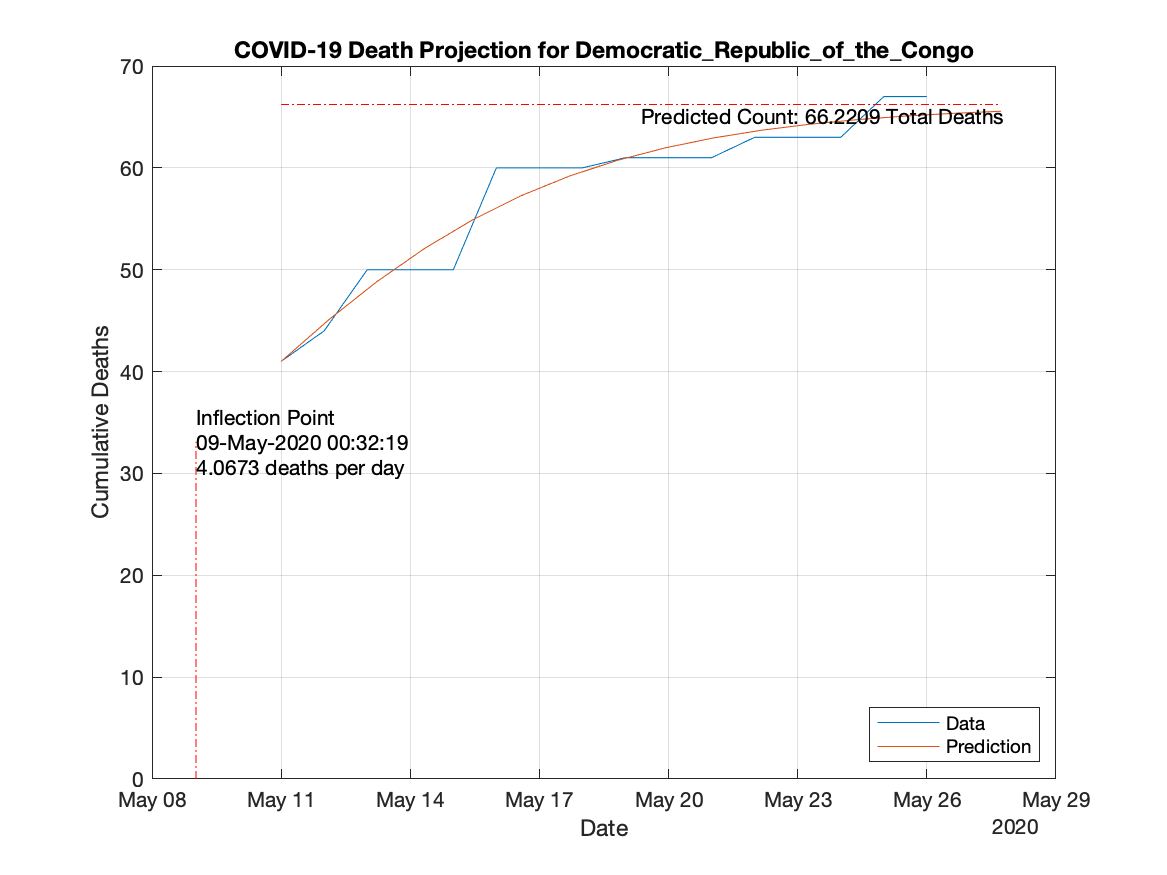 COVID-19 Death Projection for Democratic_Republic_of_the_Congo
70
60
50
40
30
20
10
0
Cumulative Deaths
Predicted Count: 66.2209 Total Deaths
Inflection Point
09-May-2020 00:32:19
4.0673 deaths per day
Data
Prediction
May 08 May 11 May 14 May 17 May 20 May 23 May 26 May 29
Date
2020